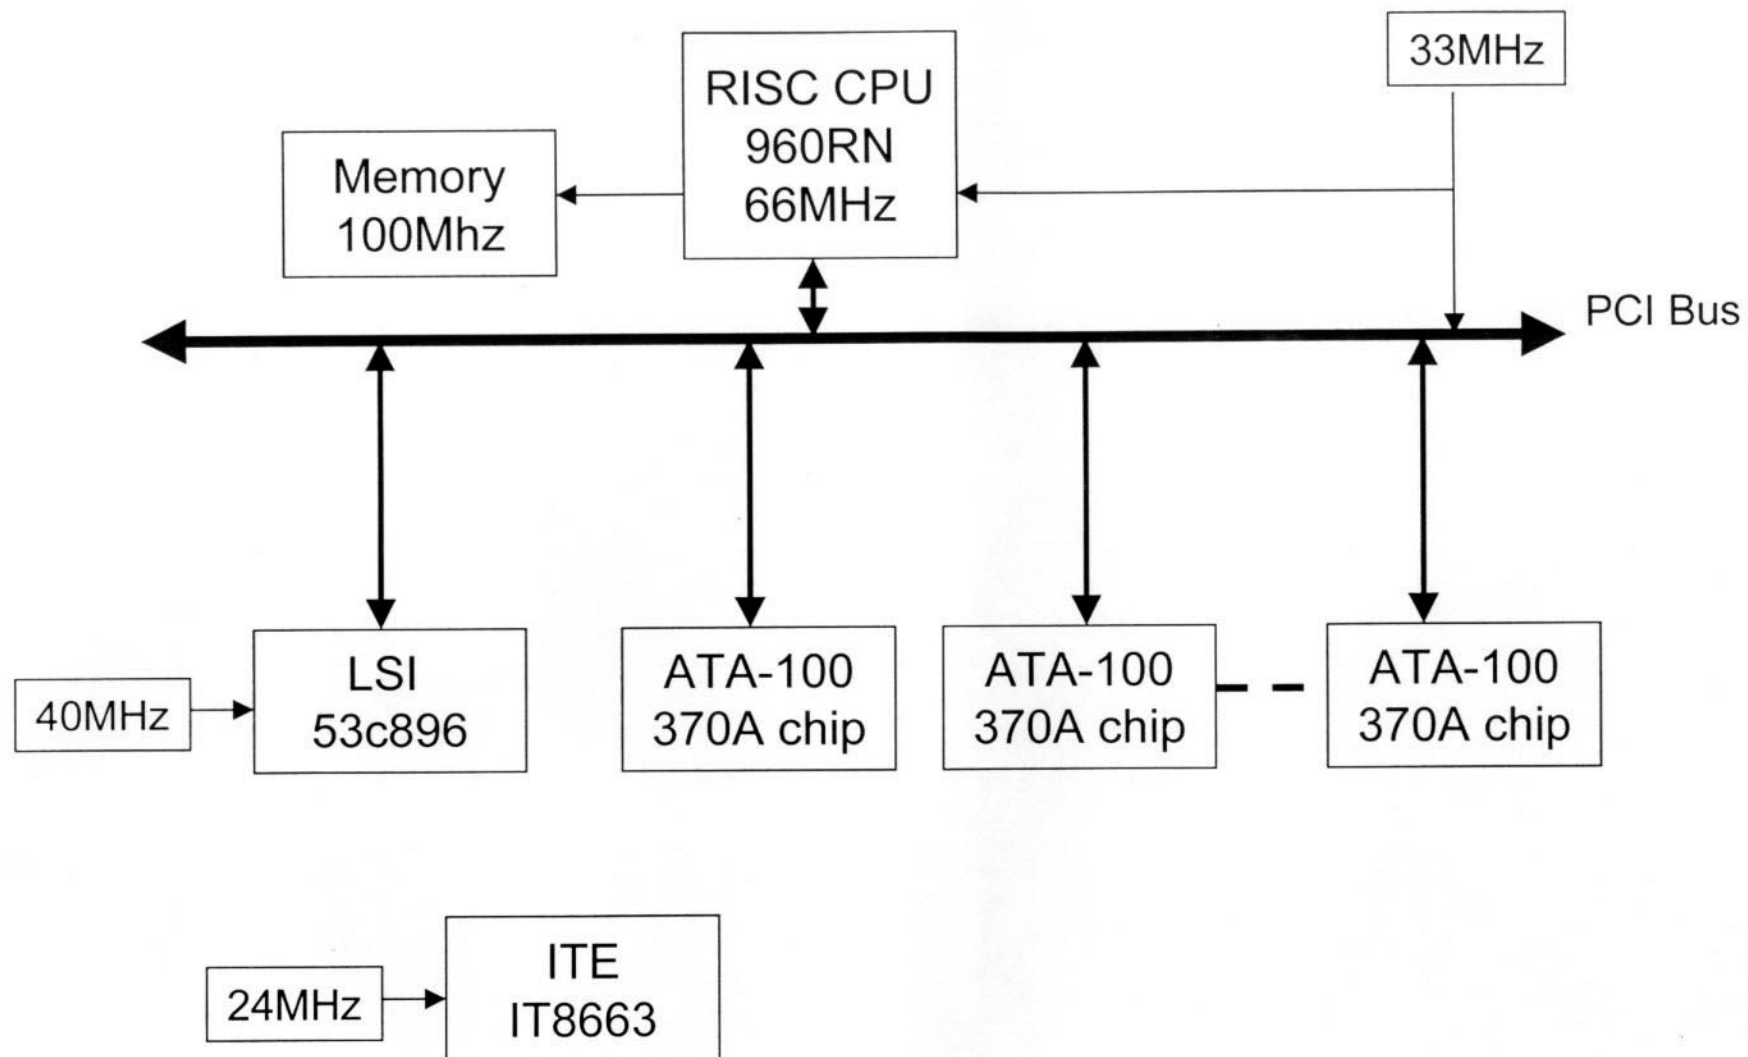 33MHz
RISC CPU
960RN
66MHz
Memory
100Mhz
PCI Bus
LSI
53c896
ATA-100
370A chip
ATA-100
370A chip
ATA-100
370A chip
40MHz
ITE
IT8663
24MHz